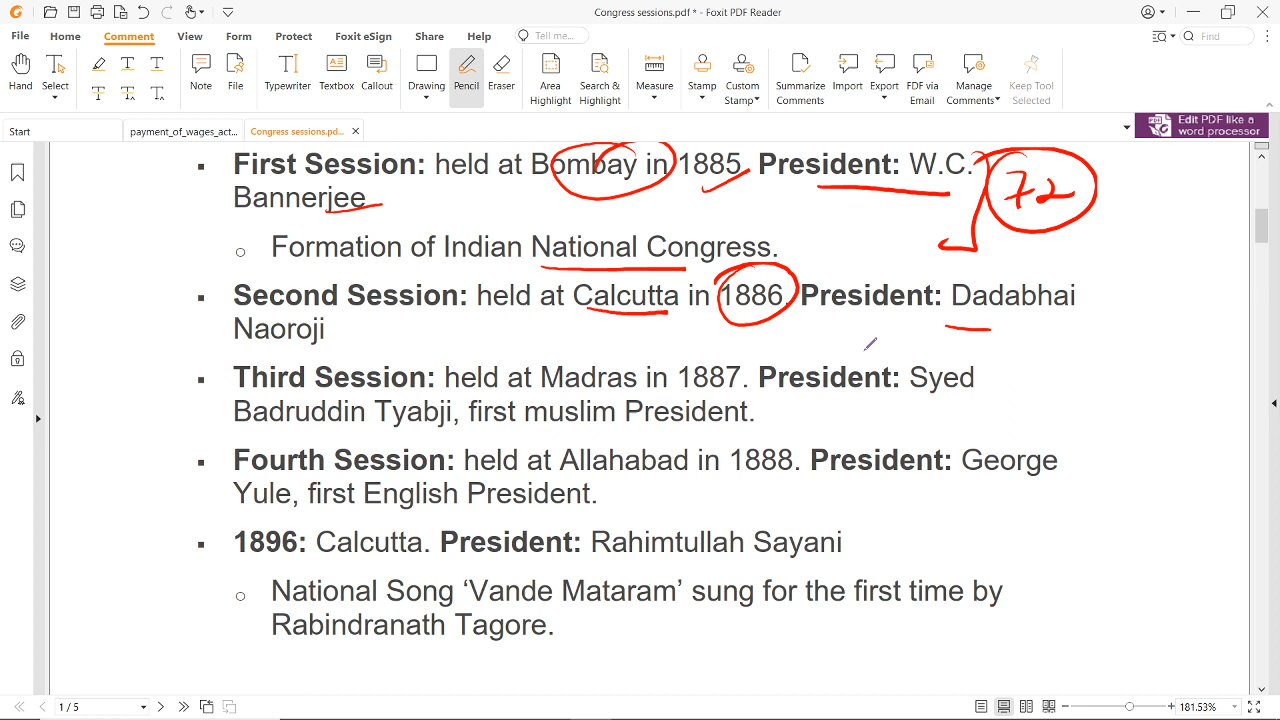 Congress sessions.pdf * - Foxit PDF Reader
File Home Comment View Form Protect Foxit eSign Share Help Tell me... Find
Hand Select Note File Typewriter Textbox Callout Drawing Pencil Eraser Area Highlight Search & Highlight Measure Stamp Custom Stamp Summarize Comments Import Export FDF via Email Manage Comments Keep Tool Selected
Start payment_of_wages_act... Congress sessions.pd... Edit PDF like a word processor
First Session: held at Bombay in 1885. President: W.C.
Bannerjee
72
Formation of Indian National Congress.
Second Session: held at Calcutta in 1886. President: Dadabhai
Naoroji
Third Session: held at Madras in 1887. President: Syed
Badruddin Tyabji, first muslim President.
Fourth Session: held at Allahabad in 1888. President: George
Yule, first English President.
1896: Calcutta. President: Rahimtullah Sayani
National Song ‘Vande Mataram’ sung for the first time by
Rabindranath Tagore.
1 / 5 181.53%